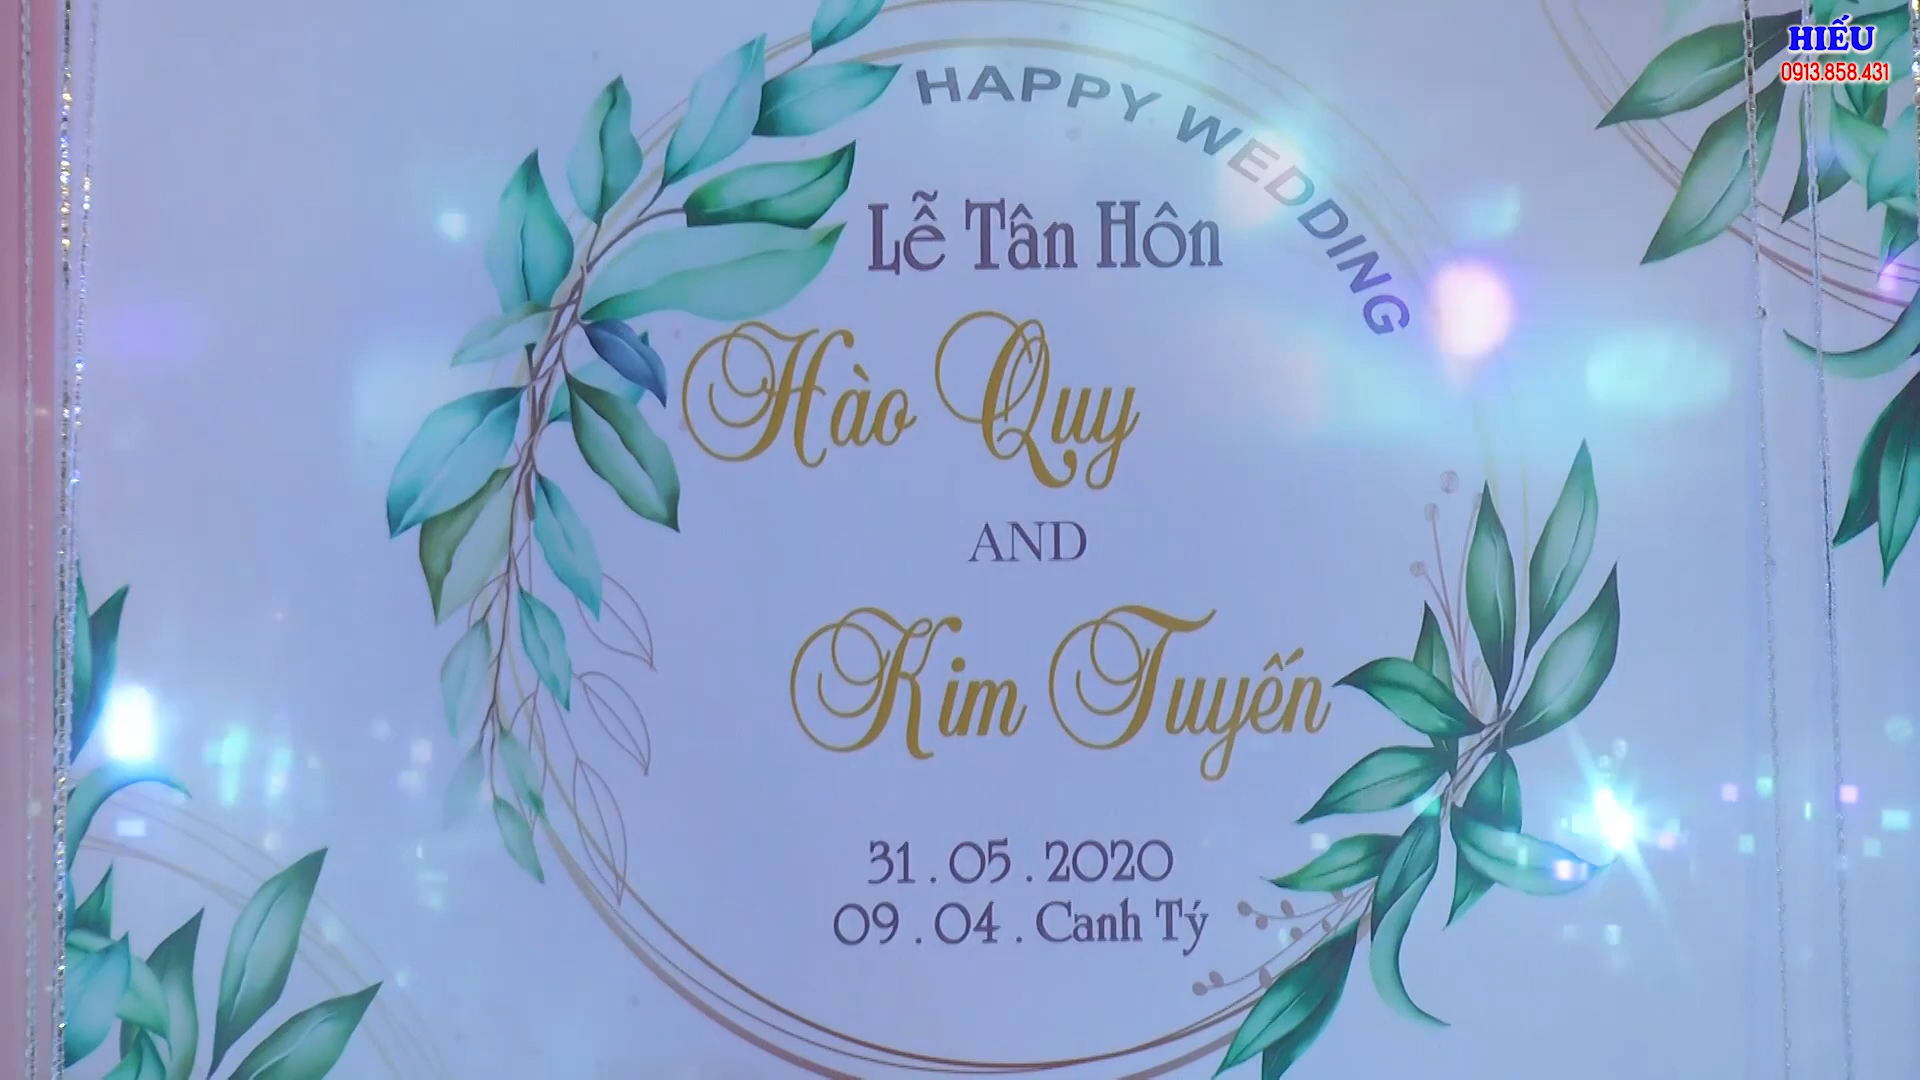 HIẾU
0913.858.431
HAPPY WEDDING
Lễ Tân Hôn
Hào Quy
AND
Kim Tuyến
31.05.2020
09.04.Canh Tý